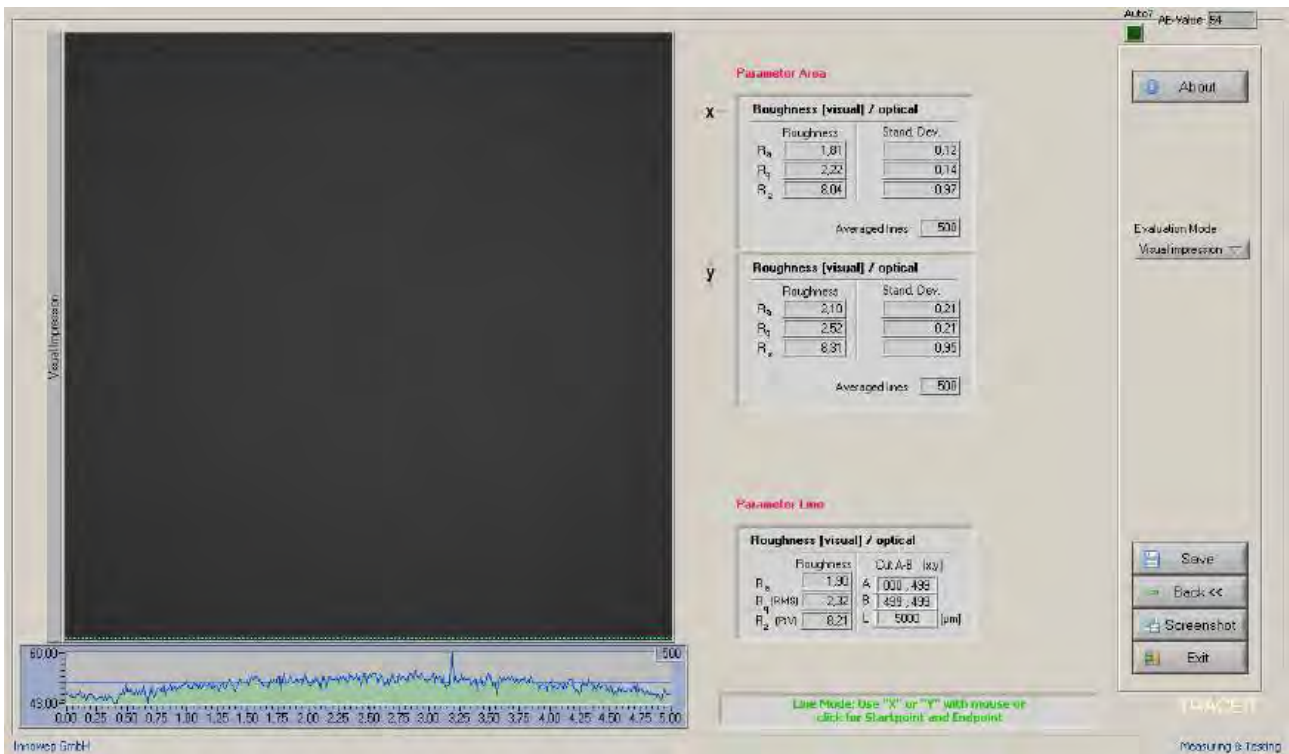 Auto? AE-Value 54
Parameter Area
About
x
Roughness [visual] / optical
Roughness Stand. Dev.
Ra 1,81 0,12
Rq 2,22 0,14
Rz 8,04 0,97
Averaged lines 500
Evaluation Mode
Visual impression
y
Roughness [visual] / optical
Roughness Stand. Dev.
Ra 2,10 0,21
Rq 2,52 0,21
Rz 8,31 0,95
Averaged lines 500
Visual Impression
Parameter Line
Roughness [visual] / optical
Roughness Cut A-B (x,y)
Ra 1,90 A 000 , 499
Rq (RMS) 2,32 B 499 , 499
Rz (PtV) 8,21 L 5000 [µm]
Save
Back <<
Screenshot
Exit
60,00
500
43,00
0.00 0.25 0.50 0.75 1.00 1.25 1.50 1.75 2.00 2.25 2.50 2.75 3.00 3.25 3.50 3.75 4.00 4.25 4.50 4.75 5.00
Line Mode: Use "X" or "Y" with mouse or
click for Startpoint and Endpoint
TRACEiT
Innowep GmbH
Measuring & Testing